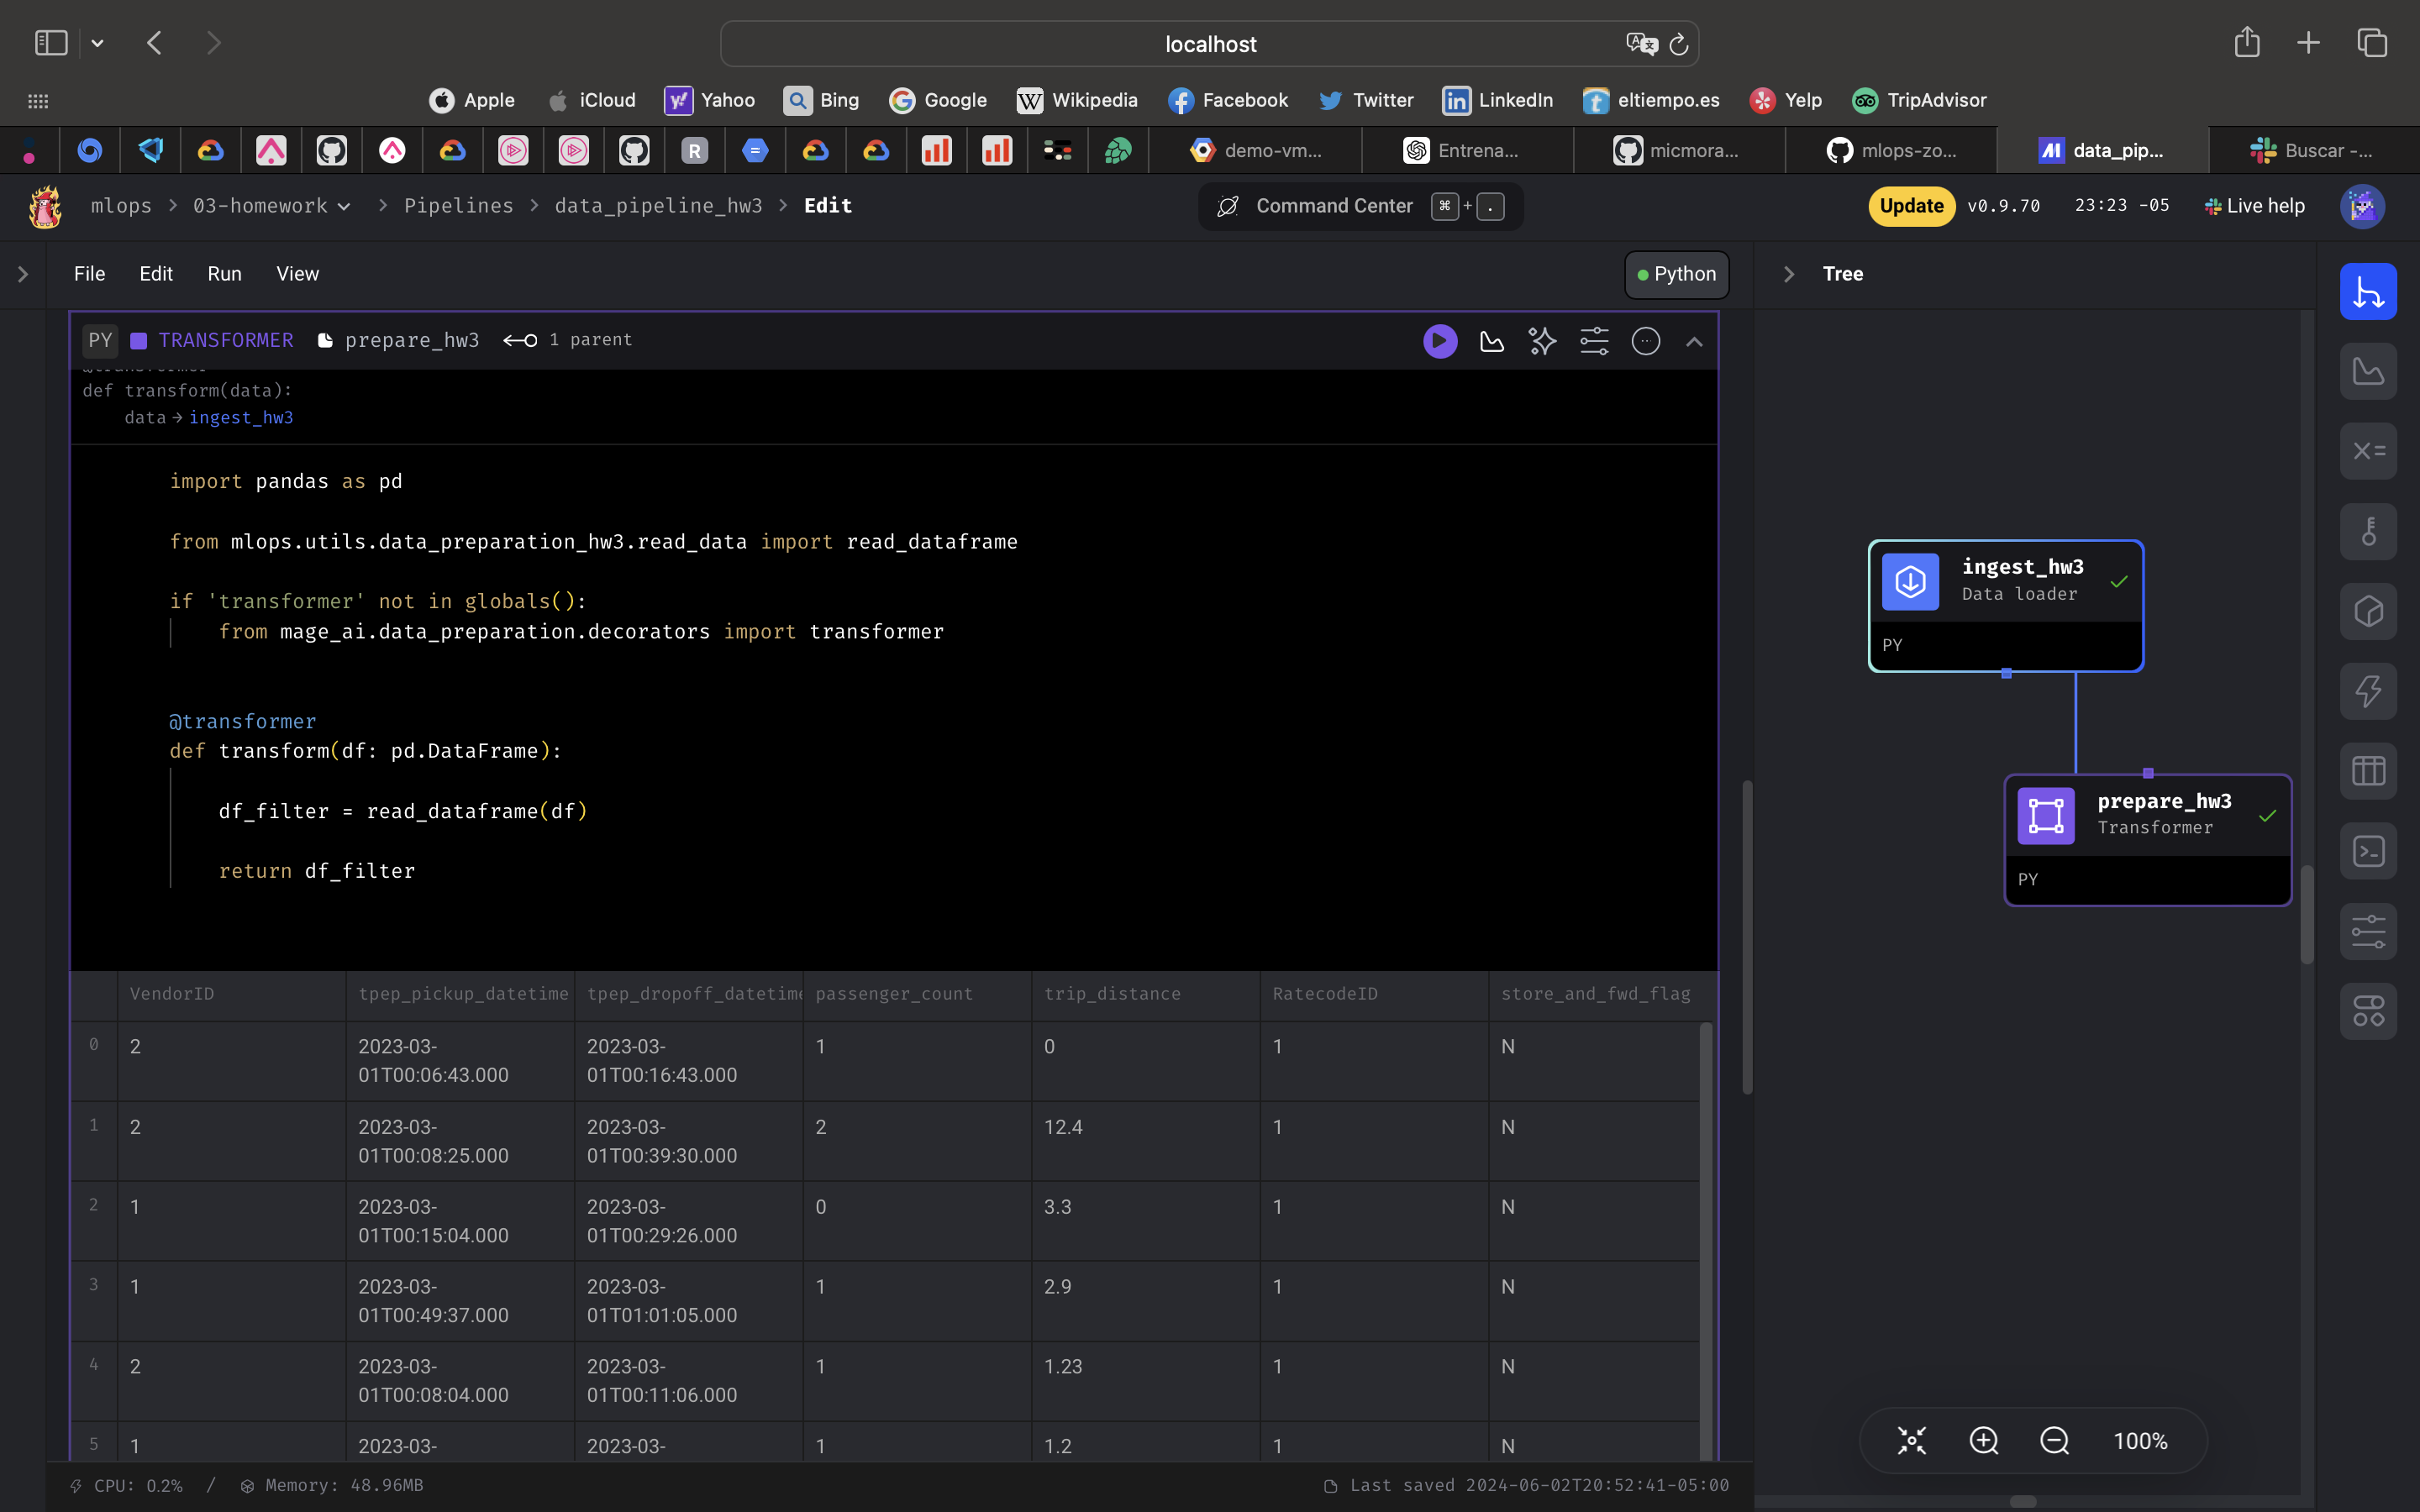 localhost
Apple iCloud Yahoo Bing Google Wikipedia Facebook Twitter LinkedIn eltiempo.es Yelp TripAdvisor
demo-vm... Entrena... micmora... mlops-zo... data_pip... Buscar -...
mlops > 03-homework > Pipelines > data_pipeline_hw3 > Edit
Command Center ⌘ + .
Update v0.9.70 23:23 -05 Live help
File Edit Run View
Python
Tree
PY TRANSFORMER prepare_hw3 1 parent
@transformer
def transform(data):
data → ingest_hw3
import pandas as pd
from mlops.utils.data_preparation_hw3.read_data import read_dataframe
if 'transformer' not in globals():
from mage_ai.data_preparation.decorators import transformer
@transformer
def transform(df: pd.DataFrame):
df_filter = read_dataframe(df)
return df_filter
VendorID tpep_pickup_datetime tpep_dropoff_datetime passenger_count trip_distance RatecodeID store_and_fwd_flag
0 2 2023-03-01T00:06:43.000 2023-03-01T00:16:43.000 1 0 1 N
1 2 2023-03-01T00:08:25.000 2023-03-01T00:39:30.000 2 12.4 1 N
2 1 2023-03-01T00:15:04.000 2023-03-01T00:29:26.000 0 3.3 1 N
3 1 2023-03-01T00:49:37.000 2023-03-01T01:01:05.000 1 2.9 1 N
4 2 2023-03-01T00:08:04.000 2023-03-01T00:11:06.000 1 1.23 1 N
5 1 2023-03- 2023-03- 1 1.2 1 N
ingest_hw3
Data loader
PY
prepare_hw3
Transformer
PY
100%
CPU: 0.2% / Memory: 48.96MB
Last saved 2024-06-02T20:52:41-05:00